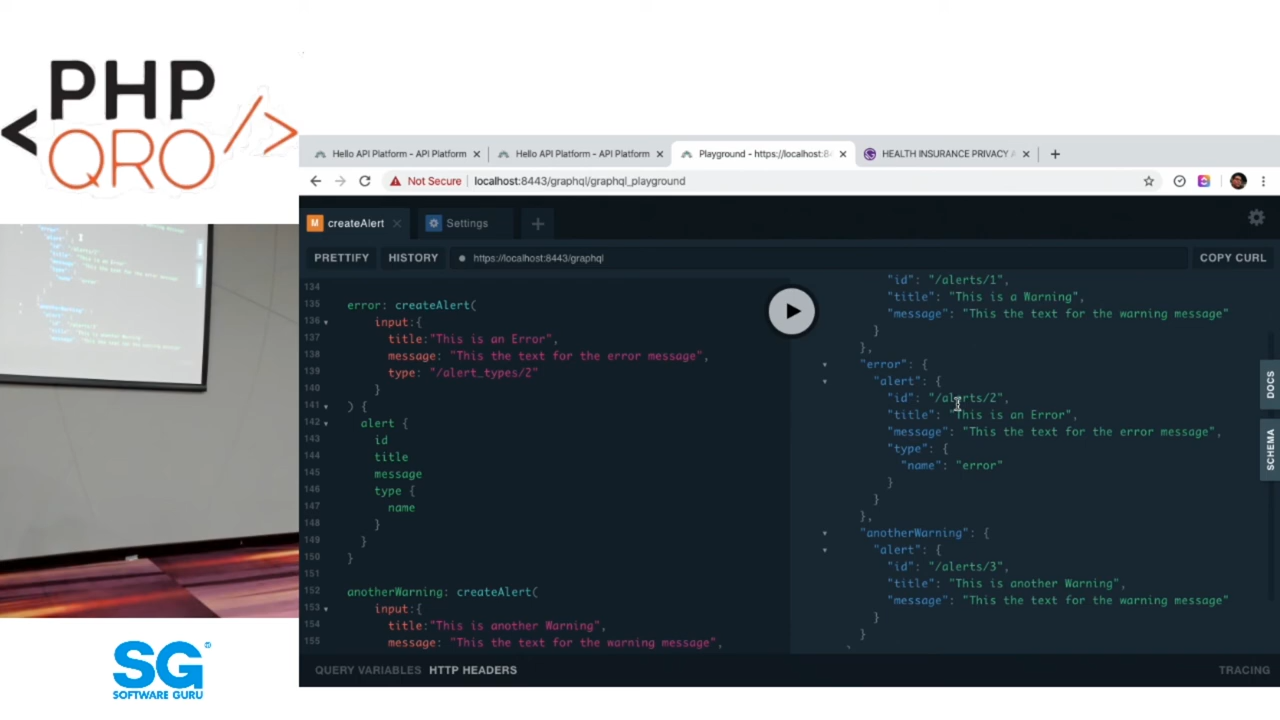 PHP
< QRO />
Hello API Platform - API Platform
Hello API Platform - API Platform
Playground - https://localhost:8
HEALTH INSURANCE PRIVACY
Not Secure
localhost:8443/graphql/graphql_playground
M createAlert
Settings
PRETTIFY
HISTORY
https://localhost:8443/graphql
COPY CURL
134
135 error: createAlert(
136 input:{
137 title:"This is an Error",
138 message: "This the text for the error message",
139 type: "/alert_types/2"
140 }
141 ) {
142 alert {
143 id
144 title
145 message
146 type {
147 name
148 }
149 }
150 }
151
152 anotherWarning: createAlert(
153 input:{
154 title:"This is another Warning",
155 message: "This the text for the warning message",
"id": "/alerts/1",
"title": "This is a Warning",
"message": "This the text for the warning message"
}
},
"error": {
"alert": {
"id": "/alerts/2",
"title": "This is an Error",
"message": "This the text for the error message",
"type": {
"name": "error"
}
}
},
"anotherWarning": {
"alert": {
"id": "/alerts/3",
"title": "This is another Warning",
"message": "This the text for the warning message"
}
}
DOCS
SCHEMA
QUERY VARIABLES
HTTP HEADERS
TRACING
SG®
SOFTWARE GURU